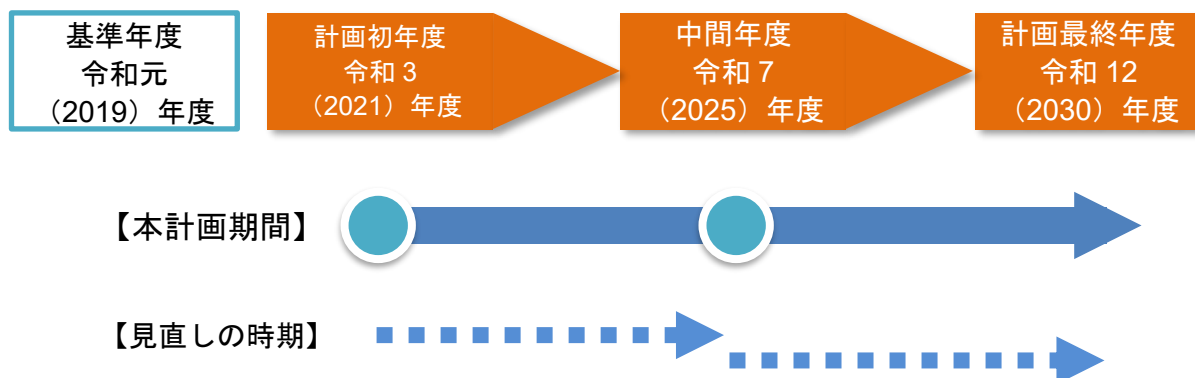 基準年度
令和元
（2019）年度
計画初年度
令和 3
（2021）年度
中間年度
令和 7
（2025）年度
計画最終年度
令和 12
（2030）年度
【本計画期間】
【見直しの時期】